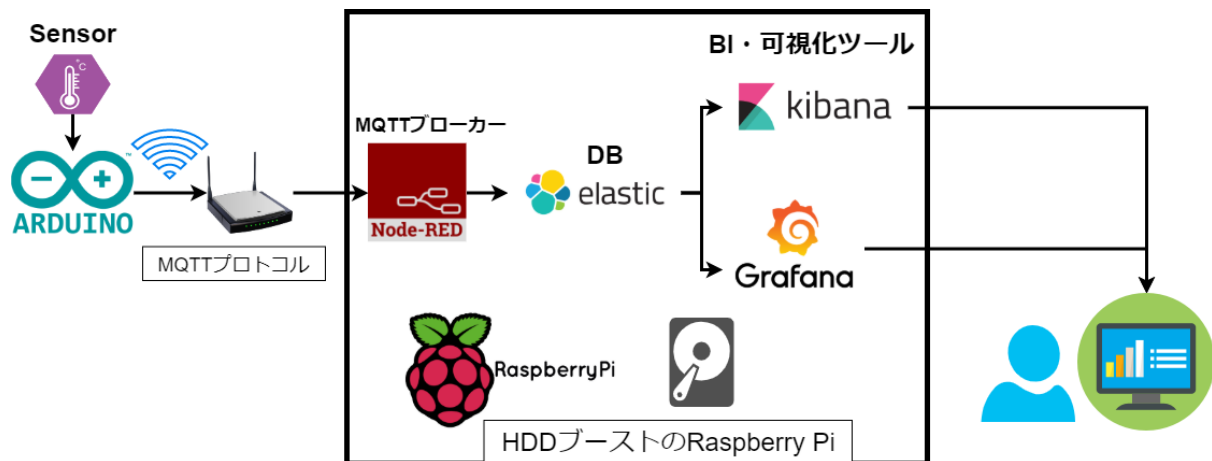 Sensor
°C
ARDUINO
™
MQTTプロトコル
BI・可視化ツール
MQTTブローカー
Node-RED
DB
elastic
kibana
Grafana
RaspberryPi
HDDブーストのRaspberry Pi